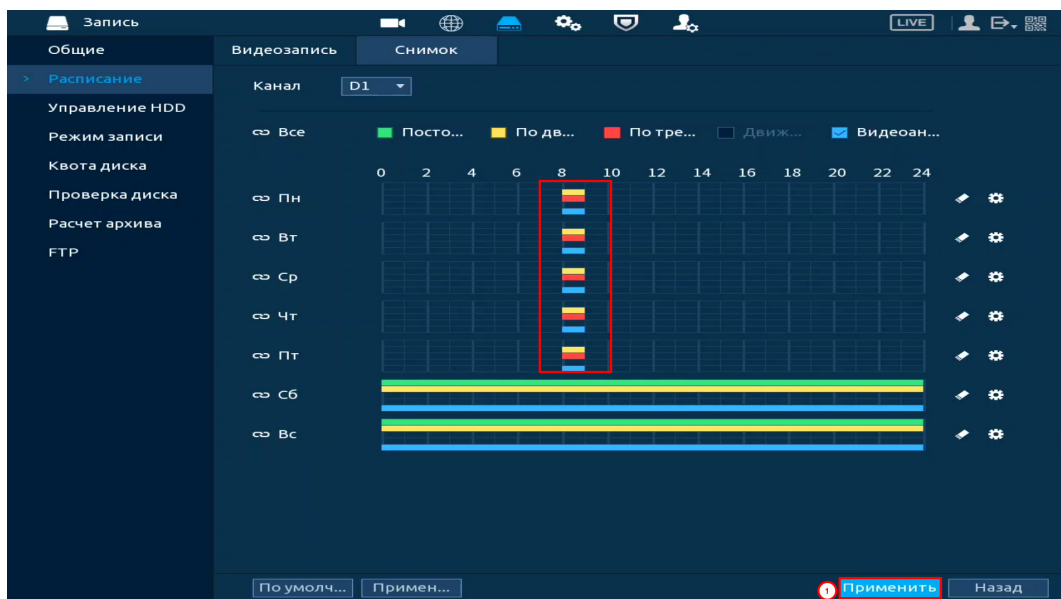 Запись
LIVE
Общие
Расписание
Управление HDD
Режим записи
Квота диска
Проверка диска
Расчет архива
FTP
Видеозапись Снимок
Канал D1
Все Посто... По дв... По тре... Движ... Видеоан...
0 2 4 6 8 10 12 14 16 18 20 22 24
Пн
Вт
Ср
Чт
Пт
Сб
Вс
По умолч... Примен... 1 Применить Назад